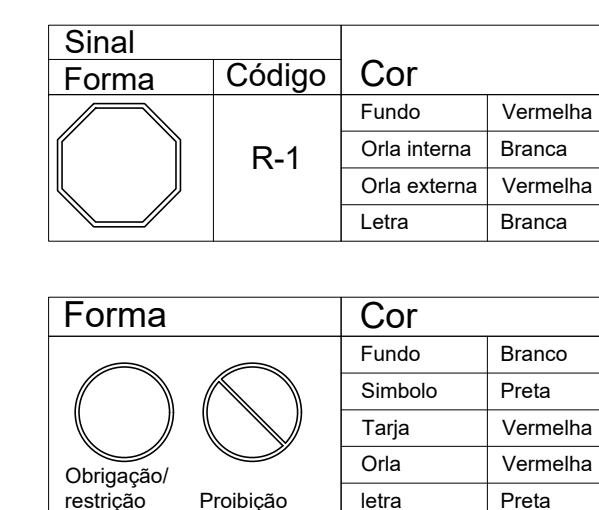 Sinal
Forma Código Cor
R-1
Fundo Vermelha
Orla interna Branca
Orla externa Vermelha
Letra Branca
Forma Cor
Fundo Branco
Simbolo Preta
Tarja Vermelha
Orla Vermelha
letra Preta
Obrigação/
restrição Proibição